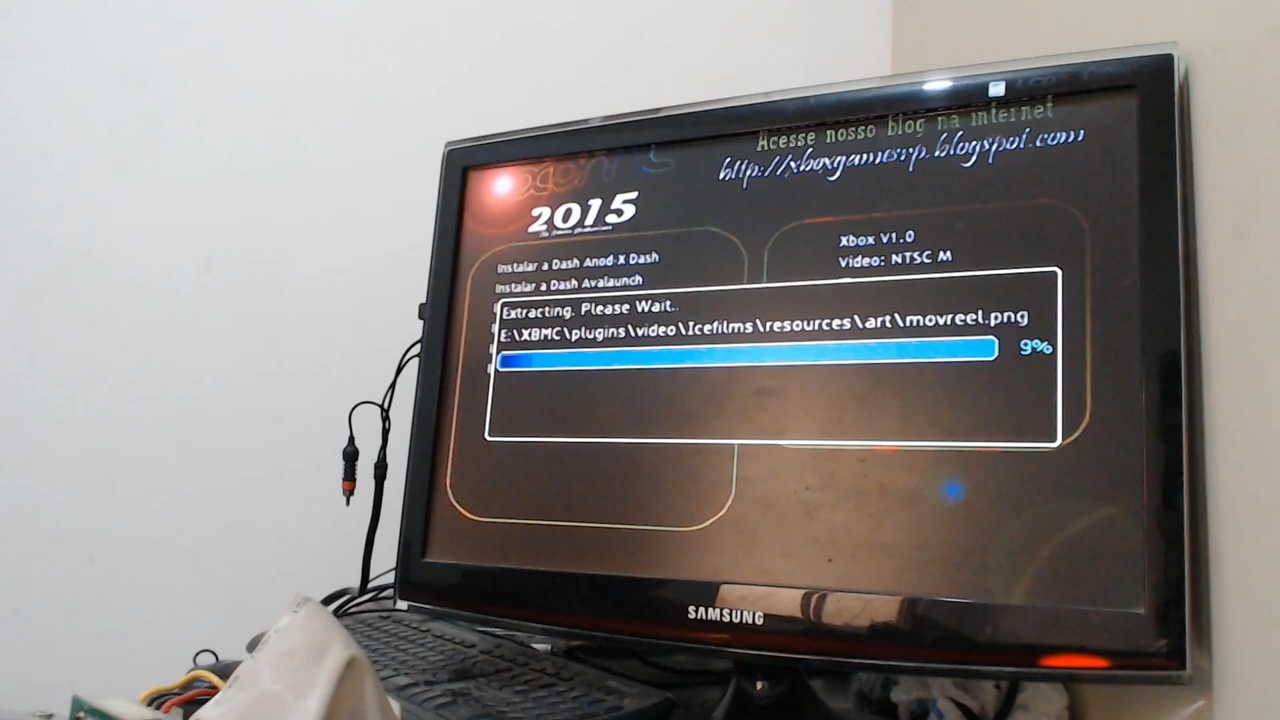 Acesse nosso blog na internet
http://xboxgamesrp.blogspot.com
2015
Instalar a Dash Anod-X Dash
Instalar a Dash Avalaunch
Xbox V1.0
Video: NTSC M
Extracting, Please Wait..
E:\XBMC\plugins\video\Icefilms\resources\art\movreel.png
9%
SAMSUNG